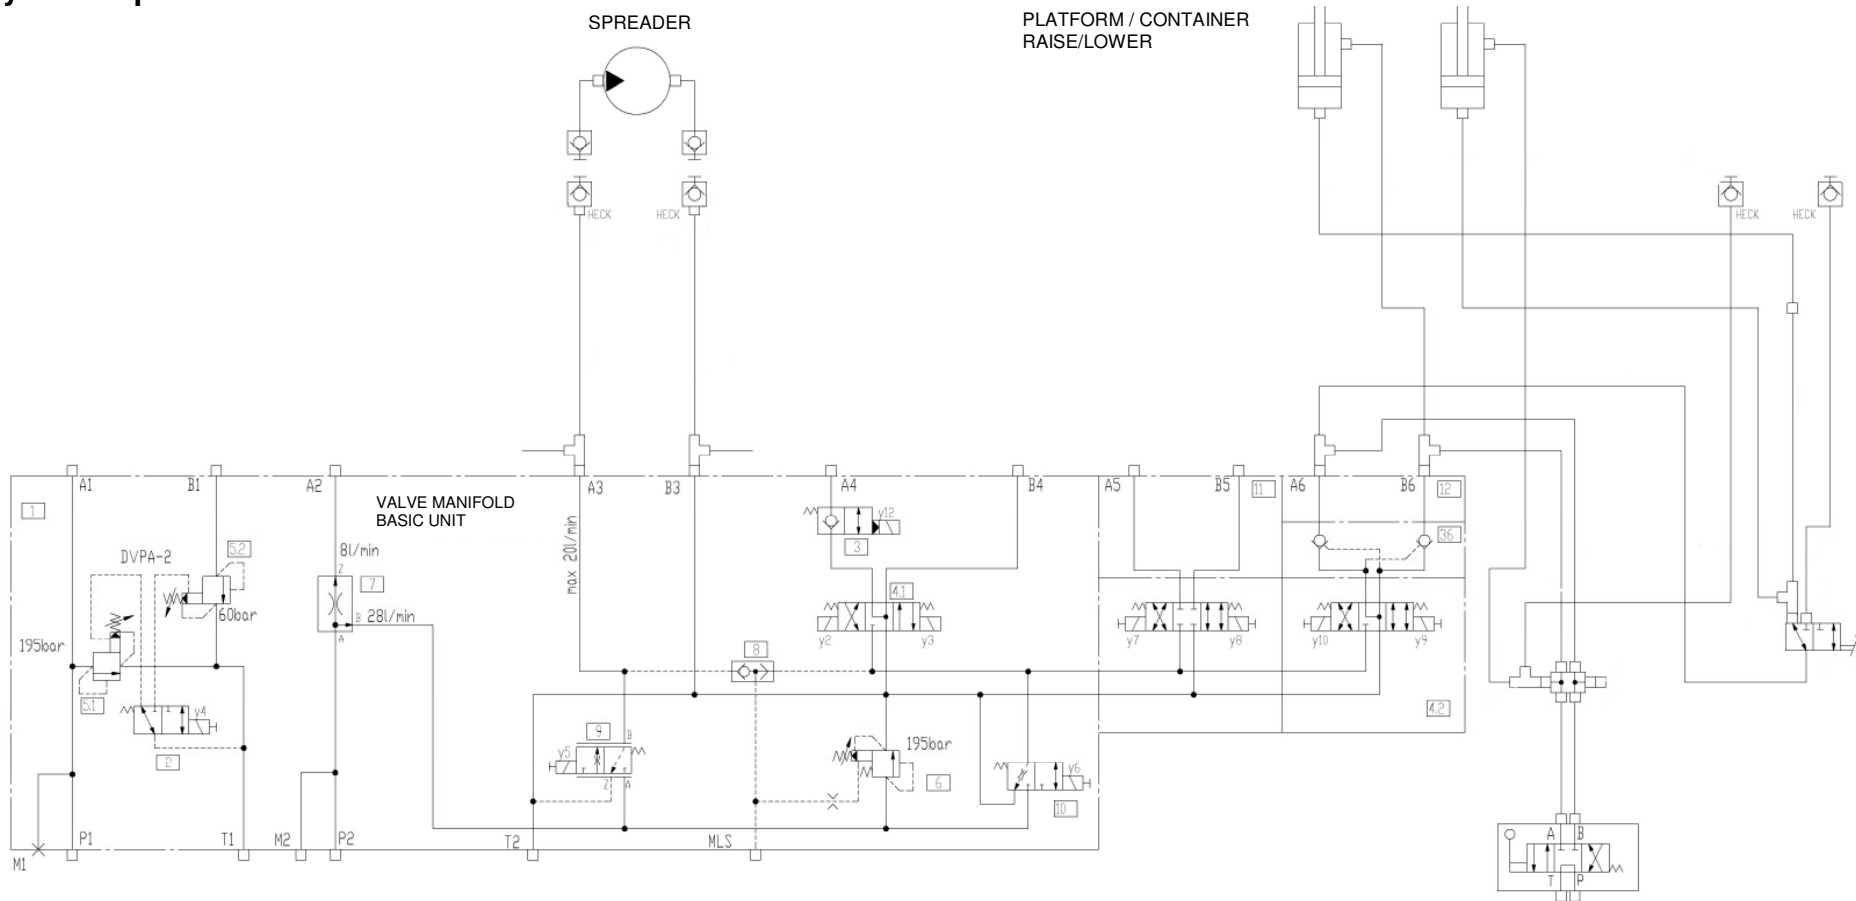 SPREADER
PLATFORM / CONTAINER
RAISE/LOWER
HECK
HECK
HECK
HECK
A1
B1
A2
A3
B3
A4
B4
A5
B5
11
A6
B6
12
1
VALVE MANIFOLD
BASIC UNIT
max 20l/min
y12
3
36
DVPA-2
5.2
8l/min
Z
7
60bar
B
28l/min
A
4.1
195bar
y2
y3
y7
y8
y10
y9
8
5.1
y4
2
9
y5
B
Z
A
195bar
6
y6
10
4.2
P1
T1
M2
P2
T2
MLS
M1
A
B
T
P